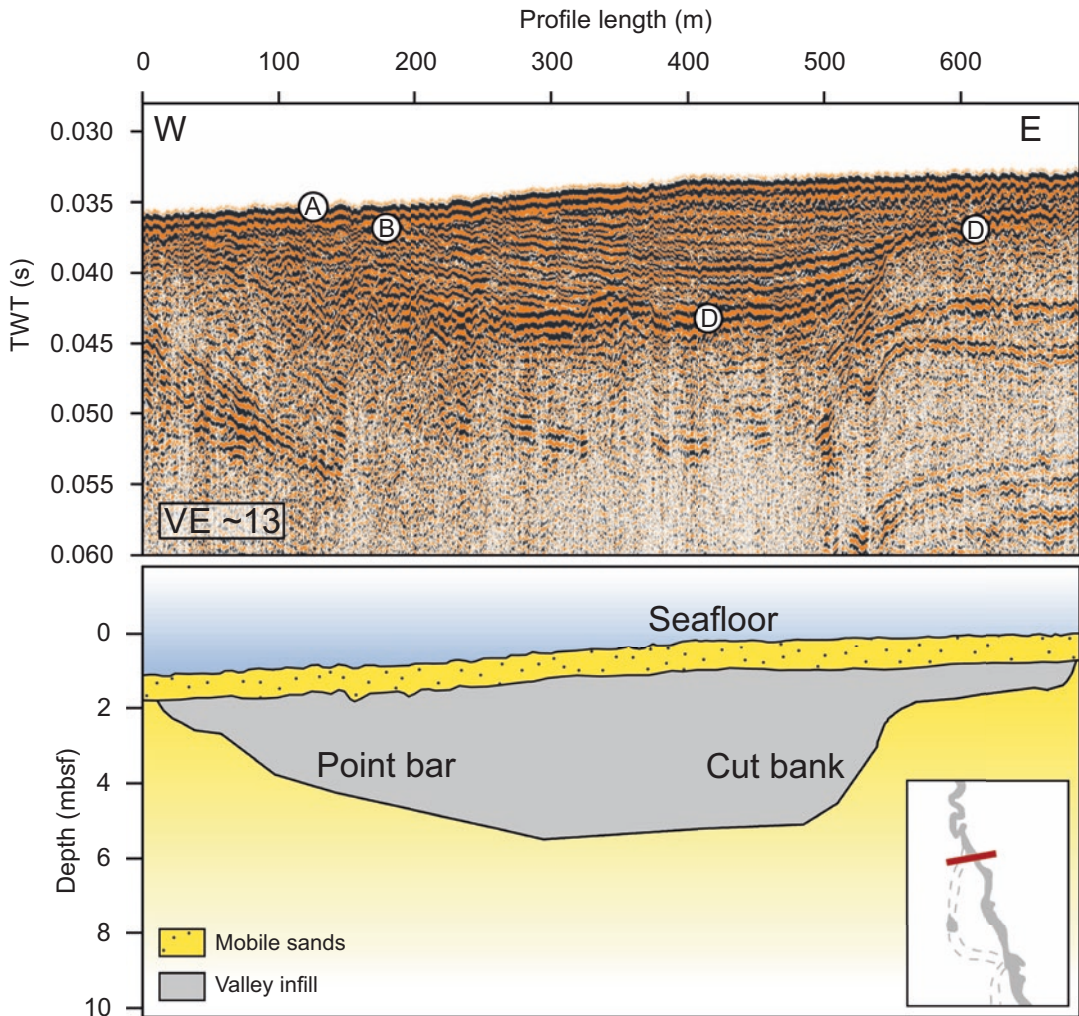 Profile length (m)
0 100 200 300 400 500 600
W E
0.030
0.035
0.040
0.045
0.050
0.055
0.060
TWT (s)
A
B
D
D
VE ~13
Seafloor
Point bar Cut bank
0
2
4
6
8
10
Depth (mbsf)
Mobile sands
Valley infill